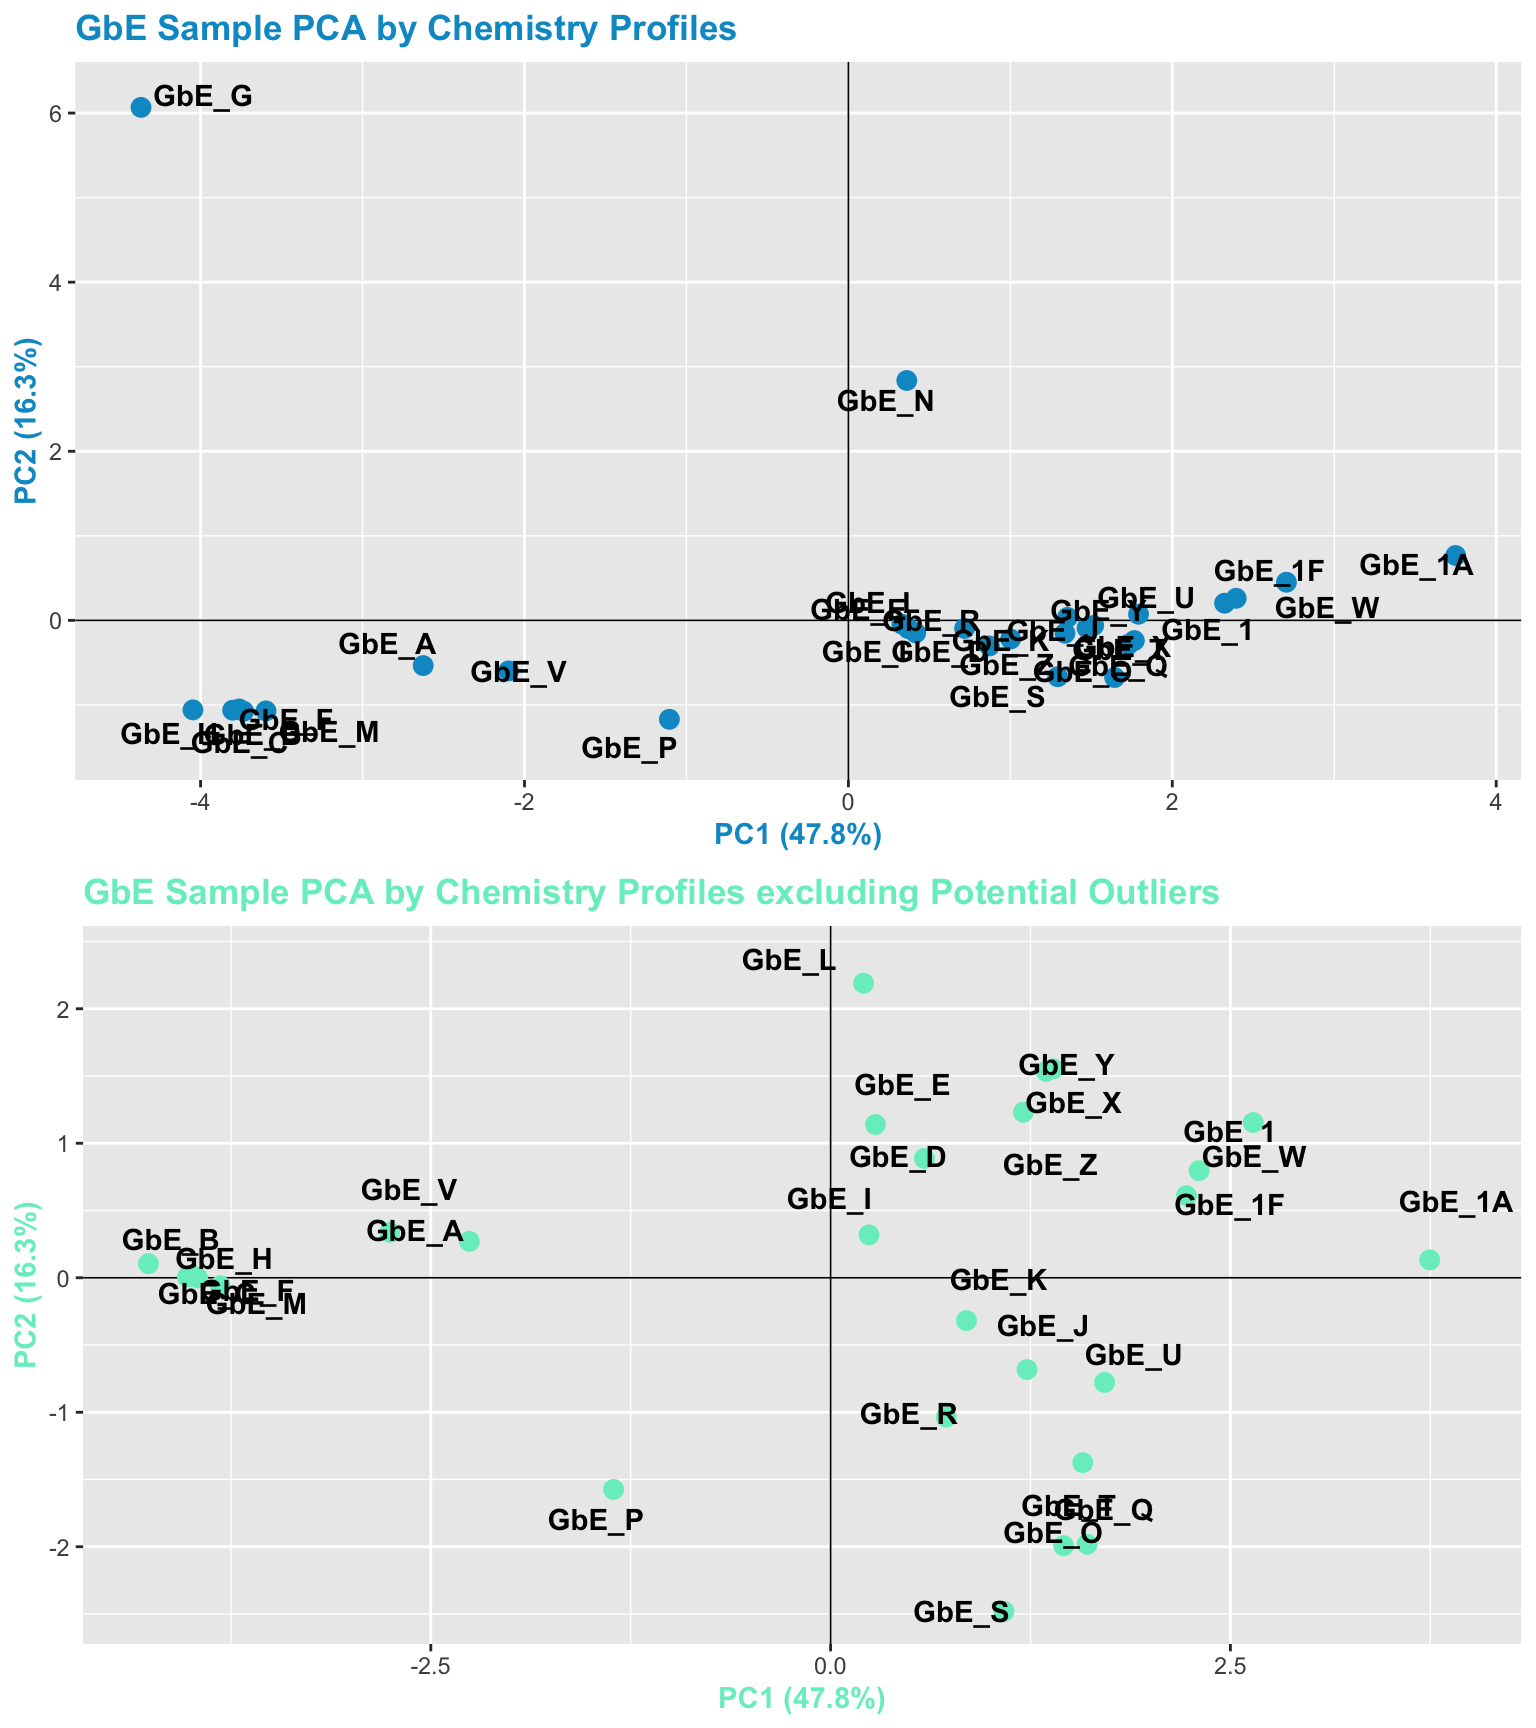 GbE Sample PCA by Chemistry Profiles
GbE_G
6
4
GbE_N
2
PC2 (16.3%)
GbE_1F
GbE_1A
GbE_U
GbE_Y
GbE_W
0
GbE_R
GbE_1
GbE_A
GbE_K
GbE_V
GbE_Z
GbE_Q
GbE_S
GbE_M
GbE_P
-4
-2
0
2
4
PC1 (47.8%)
GbE Sample PCA by Chemistry Profiles excluding Potential Outliers
GbE_L
2
GbE_Y
GbE_E
GbE_X
GbE_1
1
GbE_D
GbE_W
GbE_Z
GbE_V
GbE_I
GbE_1F
GbE_1A
GbE_A
GbE_B
GbE_H
PC2 (16.3%)
0
GbE_K
GbE_M
GbE_J
GbE_U
-1
GbE_R
GbE_Q
GbE_P
GbE_O
-2
GbE_S
-2.5
0.0
2.5
PC1 (47.8%)